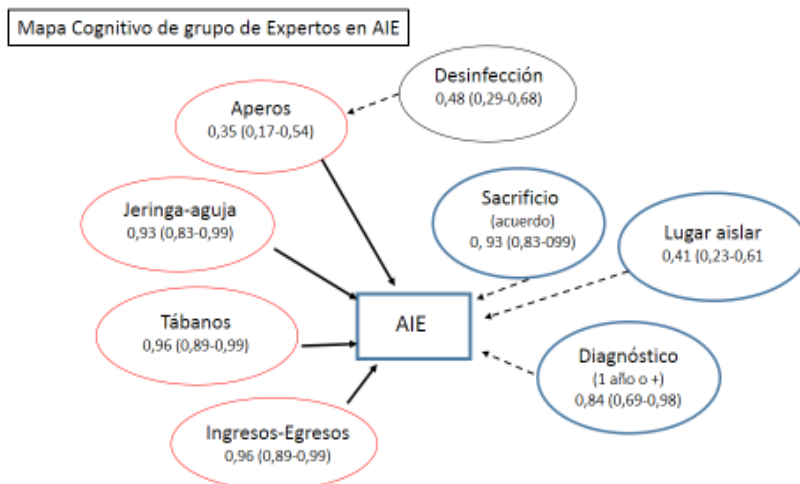 Mapa Cognitivo de grupo de Expertos en AIE
Desinfección
0,48 (0,29-0,68)
Aperos
0,35 (0,17-0,54)
Sacrificio
(acuerdo)
0, 93 (0,83-099)
Jeringa-aguja
0,93 (0,83-0,99)
Lugar aislar
0,41 (0,23-0,61
AIE
Tábanos
0,96 (0,89-0,99)
Diagnóstico
(1 año o +)
0,84 (0,69-0,98)
Ingresos-Egresos
0,96 (0,89-0,99)